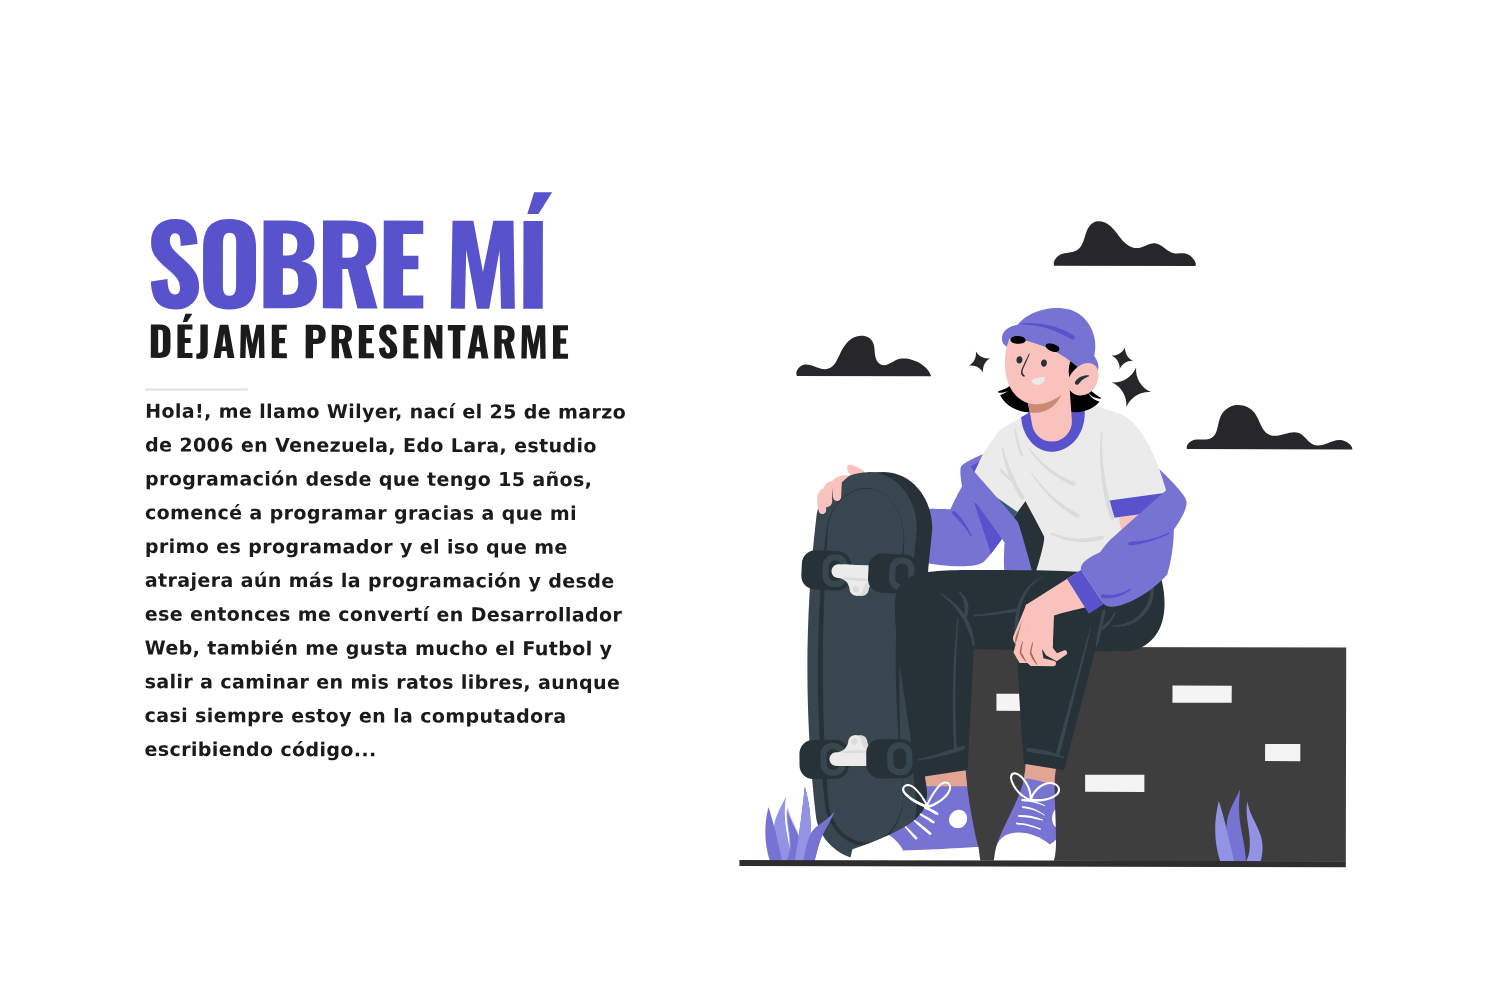 SOBRE MÍ
DÉJAME PRESENTARME
Hola!, me llamo Wilyer, nací el 25 de marzo
de 2006 en Venezuela, Edo Lara, estudio
programación desde que tengo 15 años,
comencé a programar gracias a que mi
primo es programador y el iso que me
atrajera aún más la programación y desde
ese entonces me convertí en Desarrollador
Web, también me gusta mucho el Futbol y
salir a caminar en mis ratos libres, aunque
casi siempre estoy en la computadora
escribiendo código...